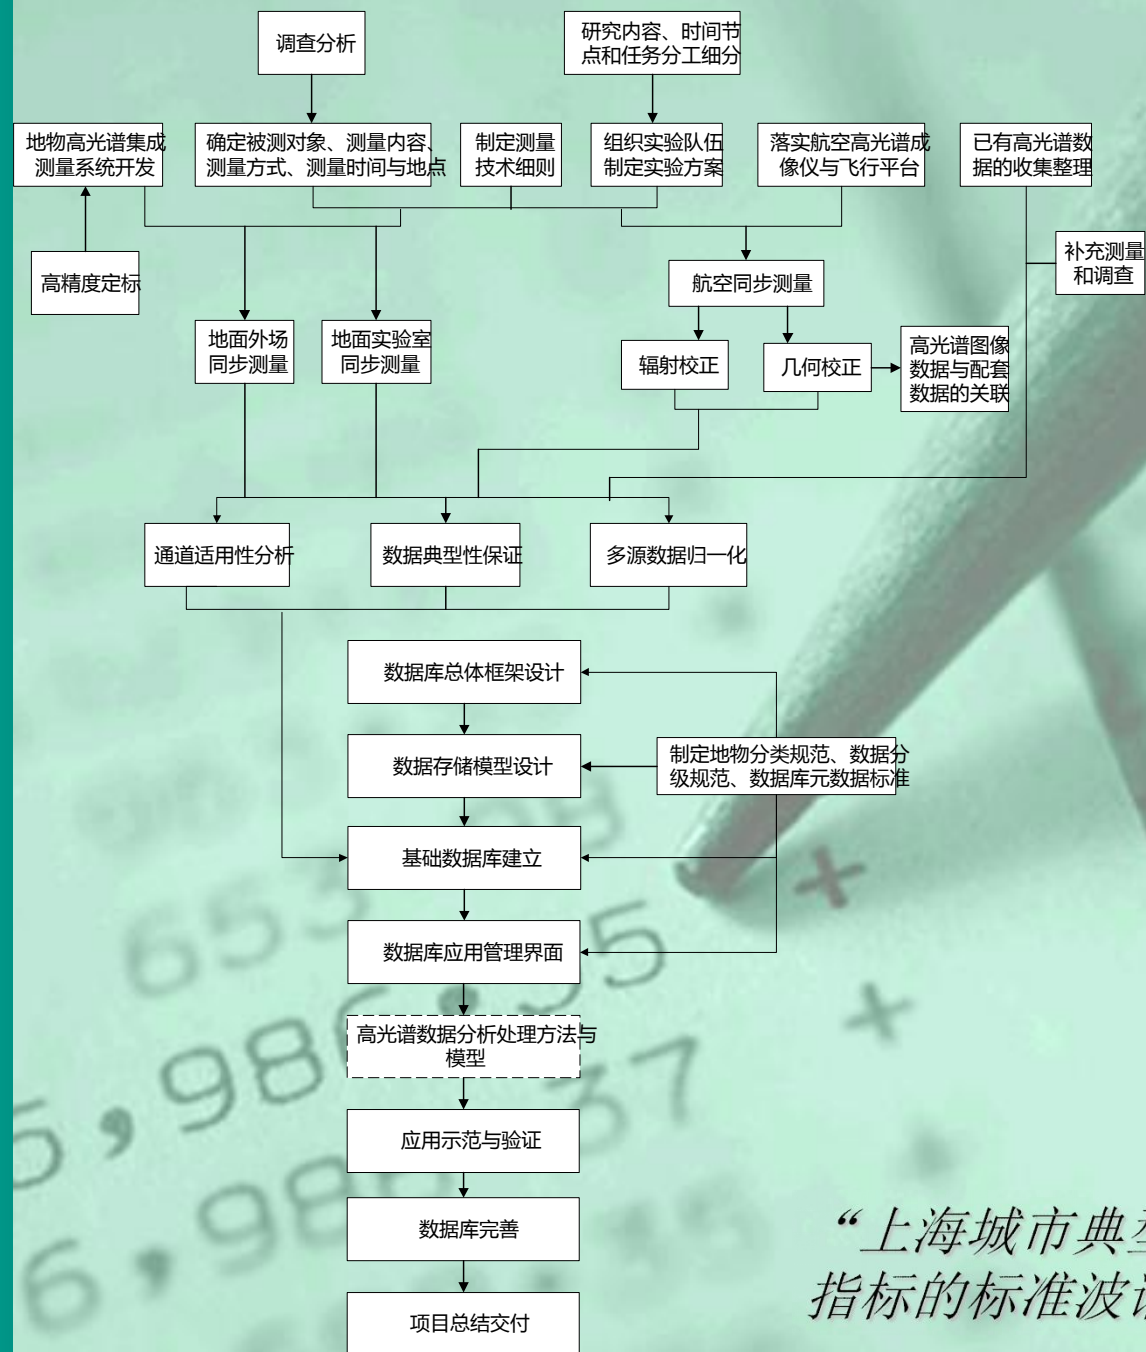 调查分析
研究内容、时间节
点和任务分工细分
地物高光谱集成
测量系统开发
确定被测对象、测量内容、
测量方式、测量时间与地点
制定测量
技术细则
组织实验队伍
制定实验方案
落实航空高光谱成
像仪与飞行平台
已有高光谱数
据的收集整理
高精度定标
补充测量
和调查
航空同步测量
地面外场
同步测量
地面实验室
同步测量
辐射校正
几何校正
高光谱图像
数据与配套
数据的关联
通道适用性分析
数据典型性保证
多源数据归一化
数据库总体框架设计
数据存储模型设计
制定地物分类规范、数据分
级规范、数据库元数据标准
基础数据库建立
数据库应用管理界面
高光谱数据分析处理方法与
模型
应用示范与验证
数据库完善
项目总结交付
653
5,986.35
6,98
37
“上海城市典型
指标的标准波谱